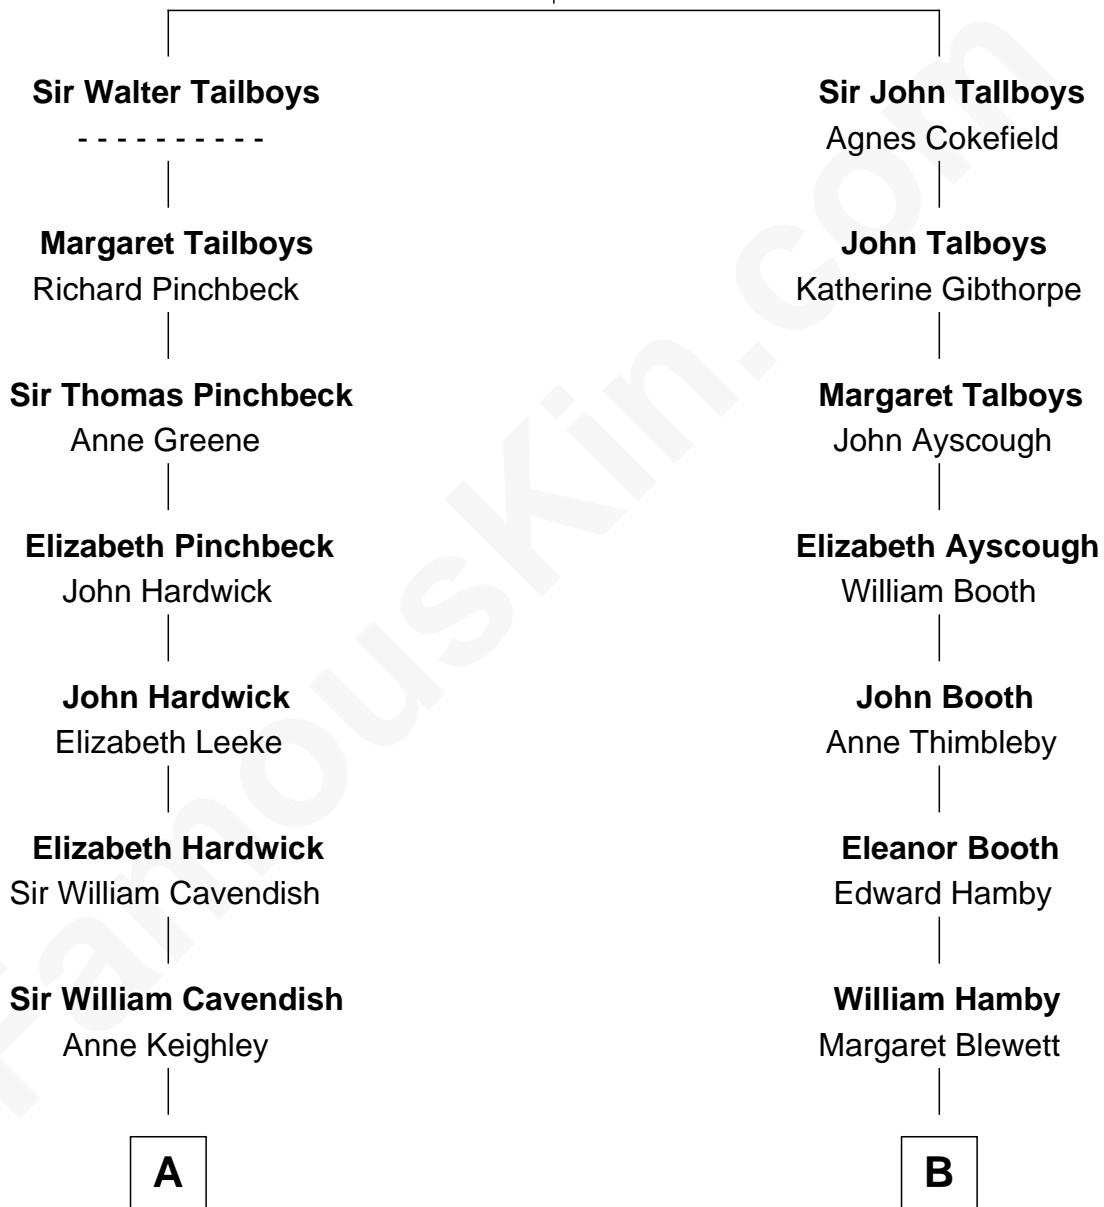 Sir Walter Tailboys
- - - - - - - - - -
Margaret Tailboys
Richard Pinchbeck
Sir Thomas Pinchbeck
Anne Greene
Elizabeth Pinchbeck
John Hardwick
John Hardwick
Elizabeth Leeke
Elizabeth Hardwick
Sir William Cavendish
Sir William Cavendish
Anne Keighley
A
Sir John Tallboys
Agnes Cokefield
John Talboys
Katherine Gibthorpe
Margaret Talboys
John Ayscough
Elizabeth Ayscough
William Booth
John Booth
Anne Thimbleby
Eleanor Booth
Edward Hamby
William Hamby
Margaret Blewett
B
FamousKin.com